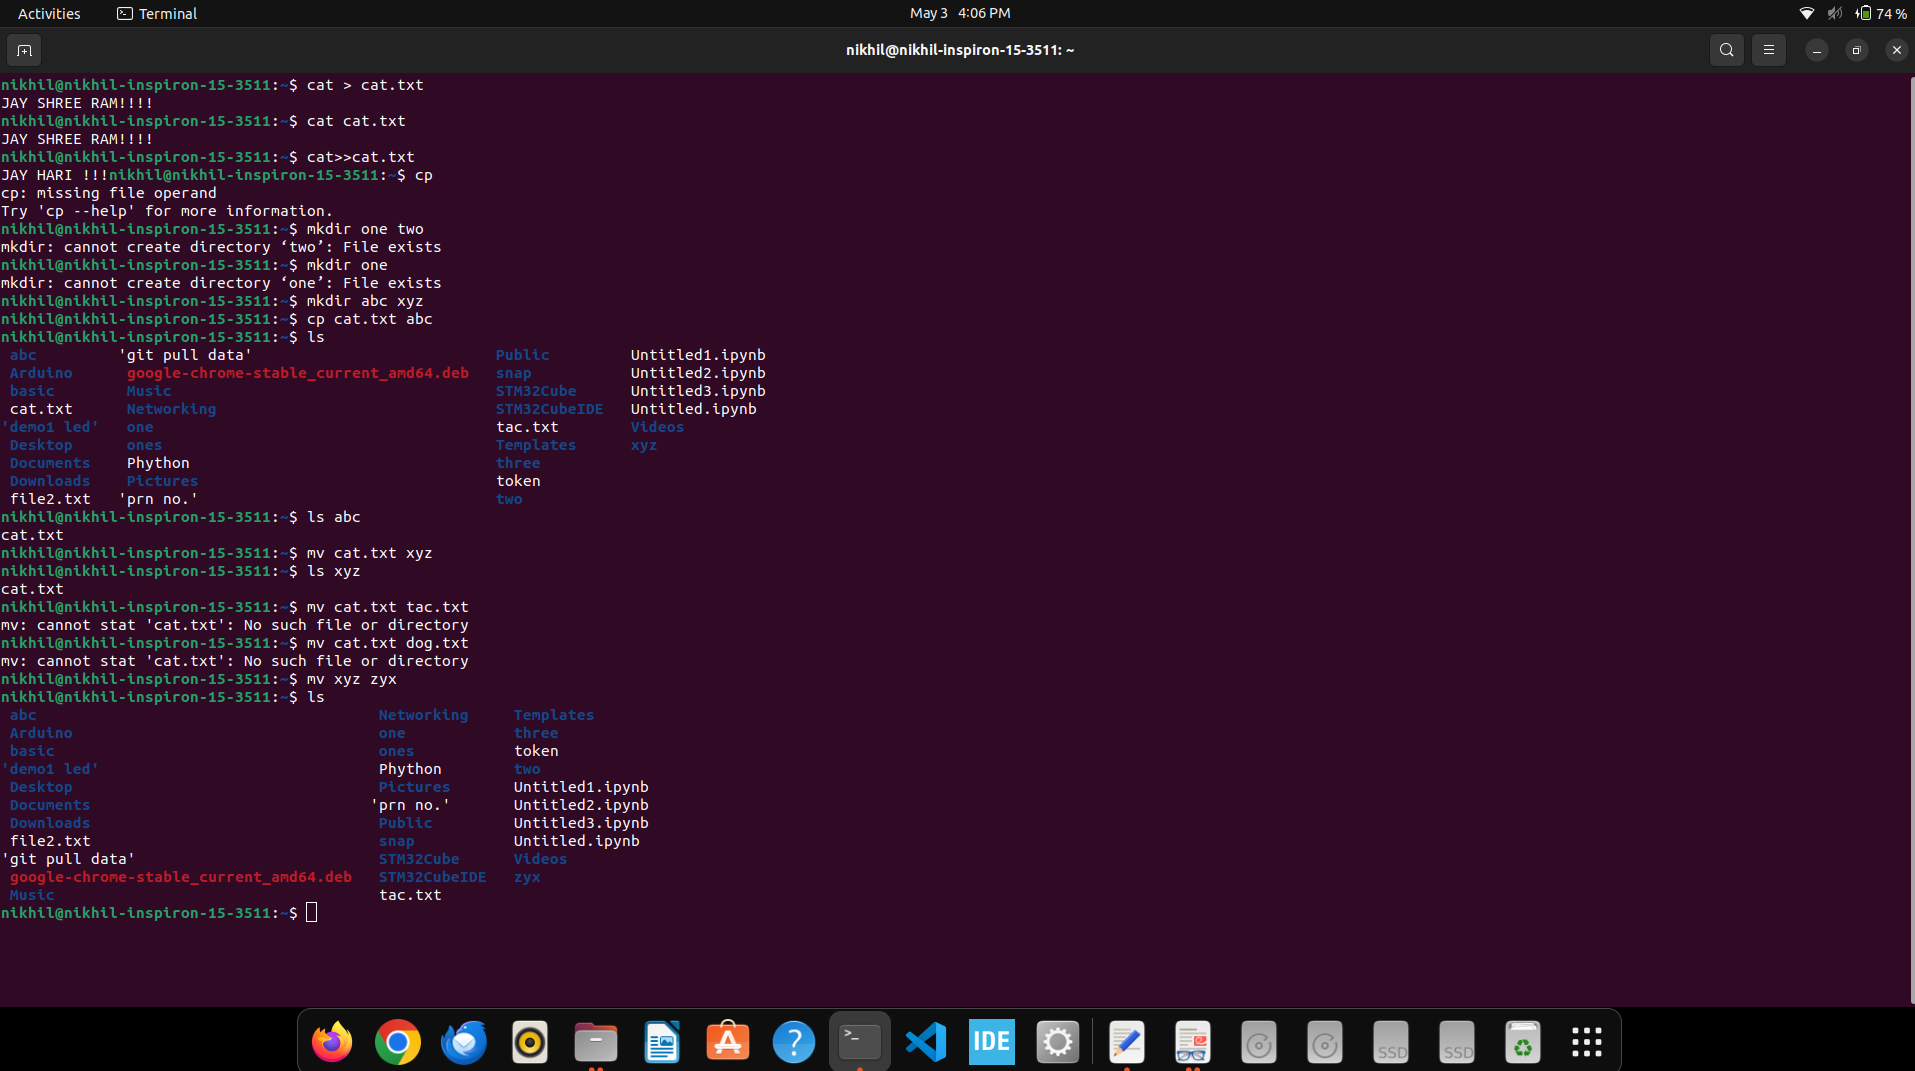 Activities Terminal May 3 4:06 PM 74 %
nikhil@nikhil-inspiron-15-3511: ~
nikhil@nikhil-inspiron-15-3511:~$ cat > cat.txt
JAY SHREE RAM!!!!
nikhil@nikhil-inspiron-15-3511:~$ cat cat.txt
JAY SHREE RAM!!!!
nikhil@nikhil-inspiron-15-3511:~$ cat>>cat.txt
JAY HARI !!!nikhil@nikhil-inspiron-15-3511:~$ cp
cp: missing file operand
Try 'cp --help' for more information.
nikhil@nikhil-inspiron-15-3511:~$ mkdir one two
mkdir: cannot create directory ‘two’: File exists
nikhil@nikhil-inspiron-15-3511:~$ mkdir one
mkdir: cannot create directory ‘one’: File exists
nikhil@nikhil-inspiron-15-3511:~$ mkdir abc xyz
nikhil@nikhil-inspiron-15-3511:~$ cp cat.txt abc
nikhil@nikhil-inspiron-15-3511:~$ ls
abc 'git pull data' Public Untitled1.ipynb
Arduino google-chrome-stable_current_amd64.deb snap Untitled2.ipynb
basic Music STM32Cube Untitled3.ipynb
cat.txt Networking STM32CubeIDE Untitled.ipynb
'demo1 led' one tac.txt Videos
Desktop ones Templates xyz
Documents Phython three
Downloads Pictures token
file2.txt 'prn no.' two
nikhil@nikhil-inspiron-15-3511:~$ ls abc
cat.txt
nikhil@nikhil-inspiron-15-3511:~$ mv cat.txt xyz
nikhil@nikhil-inspiron-15-3511:~$ ls xyz
cat.txt
nikhil@nikhil-inspiron-15-3511:~$ mv cat.txt tac.txt
mv: cannot stat 'cat.txt': No such file or directory
nikhil@nikhil-inspiron-15-3511:~$ mv cat.txt dog.txt
mv: cannot stat 'cat.txt': No such file or directory
nikhil@nikhil-inspiron-15-3511:~$ mv xyz zyx
nikhil@nikhil-inspiron-15-3511:~$ ls
abc Networking Templates
Arduino one three
basic ones token
'demo1 led' Phython two
Desktop Pictures Untitled1.ipynb
Documents 'prn no.' Untitled2.ipynb
Downloads Public Untitled3.ipynb
file2.txt snap Untitled.ipynb
'git pull data' STM32Cube Videos
google-chrome-stable_current_amd64.deb STM32CubeIDE zyx
Music tac.txt
nikhil@nikhil-inspiron-15-3511:~$
IDE SSD SSD